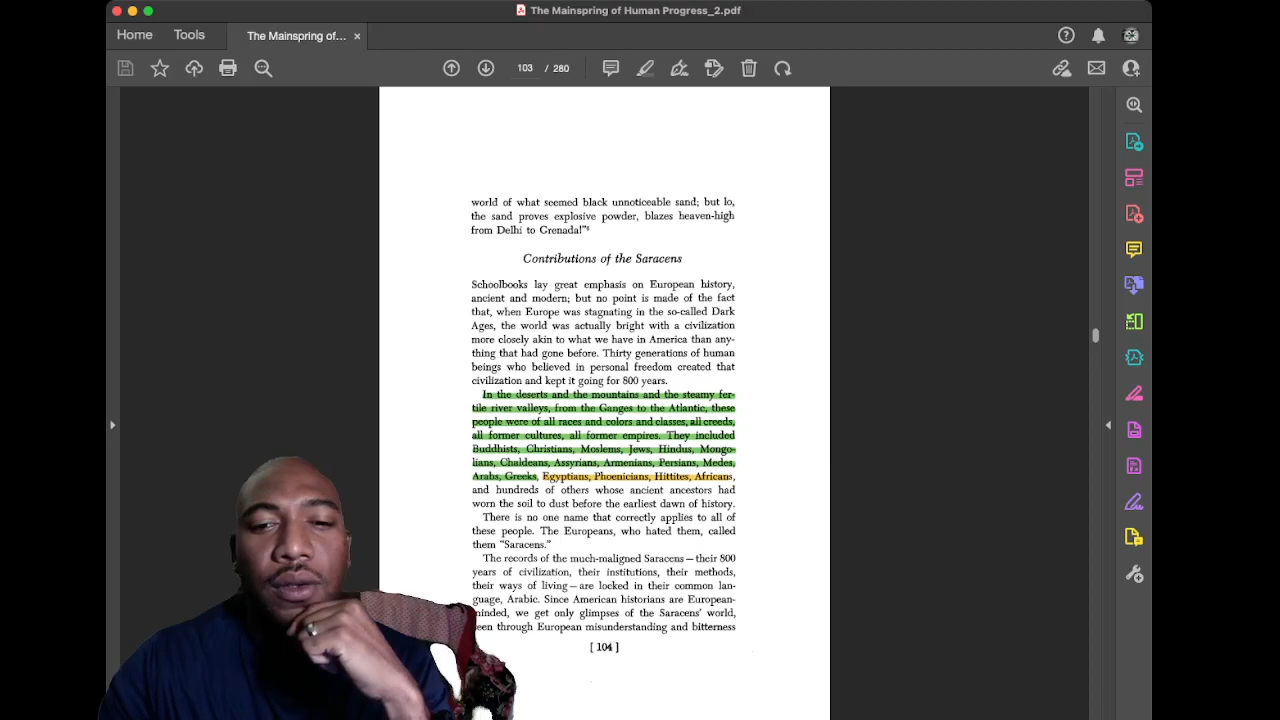 The Mainspring of Human Progress_2.pdf
Home
Tools
The Mainspring of...
103 / 280
world of what seemed black unnoticeable sand; but lo,
the sand proves explosive powder, blazes heaven-high
from Delhi to Grenada!"⁵
Contributions of the Saracens
Schoolbooks lay great emphasis on European history,
ancient and modern; but no point is made of the fact
that, when Europe was stagnating in the so-called Dark
Ages, the world was actually bright with a civilization
more closely akin to what we have in America than any-
thing that had gone before. Thirty generations of human
beings who believed in personal freedom created that
civilization and kept it going for 800 years.
In the deserts and the mountains and the steamy fer-
tile river valleys, from the Ganges to the Atlantic, these
people were of all races and colors and classes, all creeds,
all former cultures, all former empires. They included
Buddhists, Christians, Moslems, Jews, Hindus, Mongo-
lians, Chaldeans, Assyrians, Armenians, Persians, Medes,
Arabs, Greeks, Egyptians, Phoenicians, Hittites, Africans,
and hundreds of others whose ancient ancestors had
worn the soil to dust before the earliest dawn of history.
There is no one name that correctly applies to all of
these people. The Europeans, who hated them, called
them "Saracens."
The records of the much-maligned Saracens—their 800
years of civilization, their institutions, their methods,
their ways of living—are locked in their common lan-
guage, Arabic. Since American historians are European-
minded, we get only glimpses of the Saracens' world,
seen through European misunderstanding and bitterness
[ 104 ]